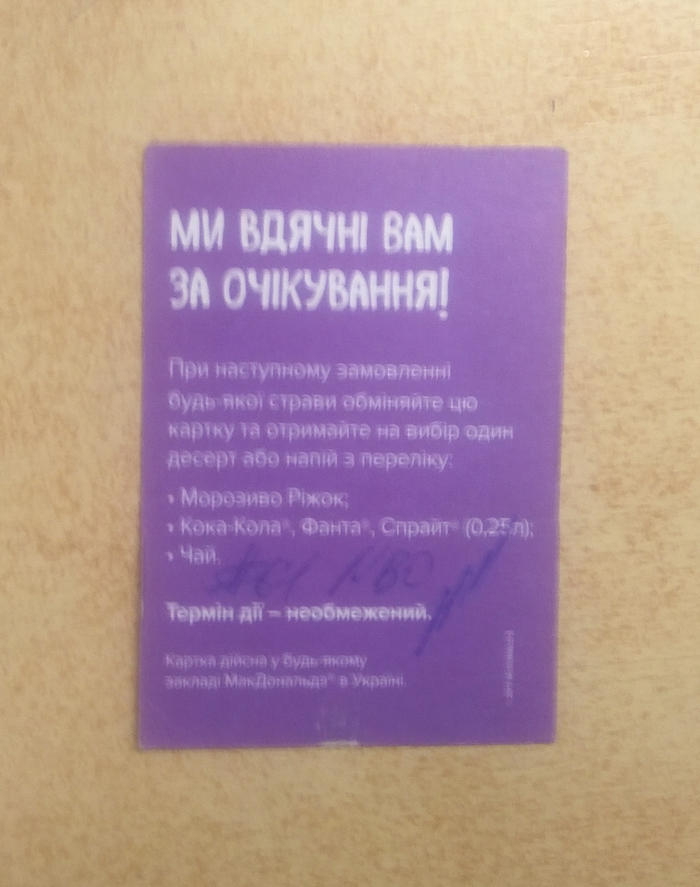 МИ ВДЯЧНІ ВАМ
ЗА ОЧІКУВАННЯ!
При наступному замовленні
будь-якої страви обміняйте цю
картку та отримайте на вибір один
десерт або напій з переліку:
› Морозиво Ріжок;
› Кока-Кола®, Фанта®, Спрайт® (0,25л);
› Чай.
Термін дії – необмежений.
Картка дійсна у будь-якому
закладі МакДональдз® в Україні.